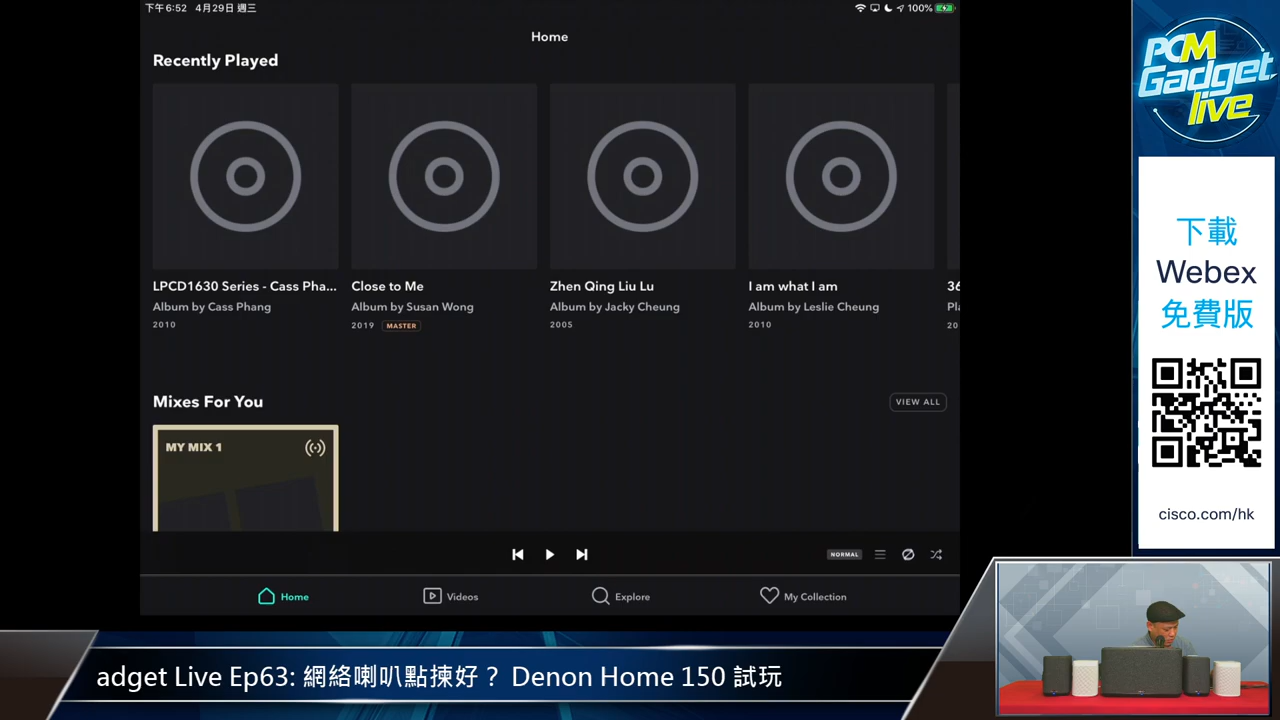 下午6:52 4月29日 週三
100%
Home
Recently Played
LPCD1630 Series - Cass Pha...
Album by Cass Phang
2010
Close to Me
Album by Susan Wong
2019 MASTER
Zhen Qing Liu Lu
Album by Jacky Cheung
2005
I am what I am
Album by Leslie Cheung
2010
36
Pla
20
Mixes For You
VIEW ALL
MY MIX 1
NORMAL
Home
Videos
Explore
My Collection
PCM
Gadget
live
下載
Webex
免費版
cisco.com/hk
adget Live Ep63: 網絡喇叭點揀好？ Denon Home 150 試玩